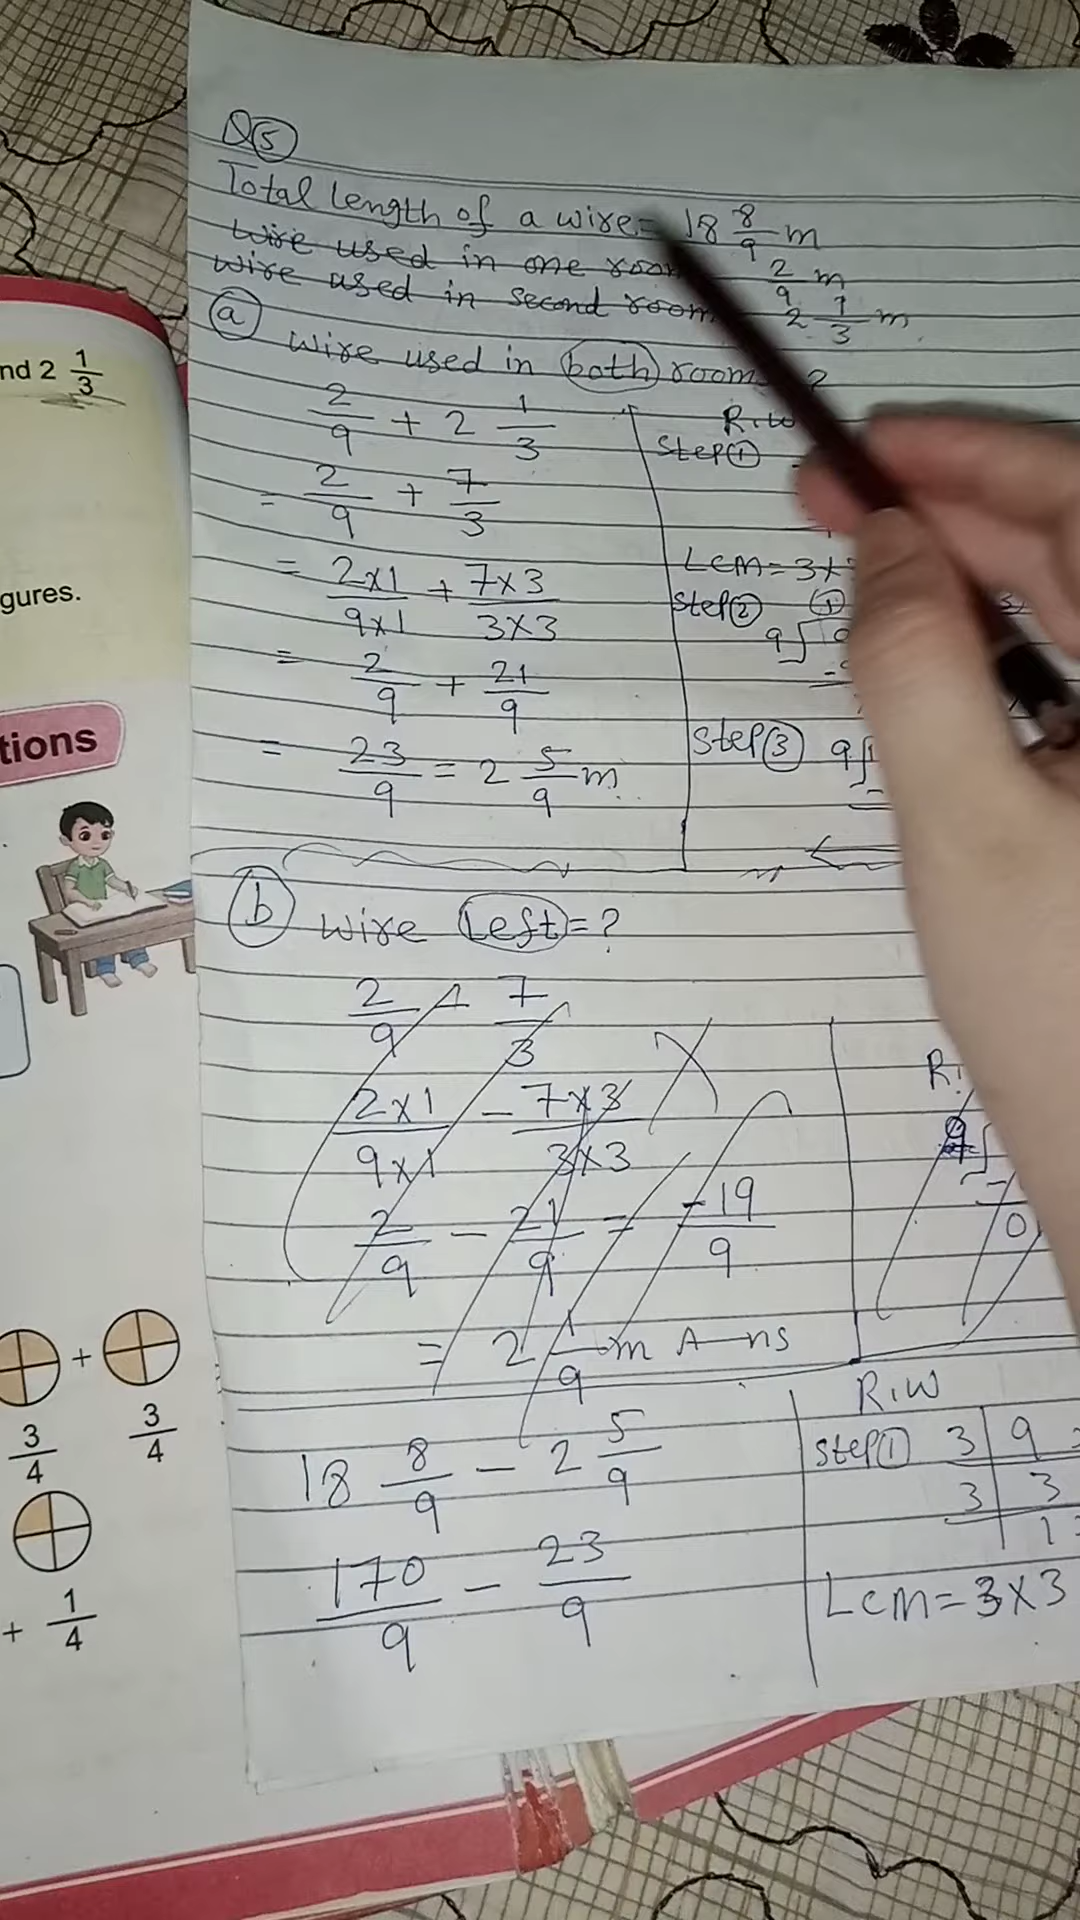 Q5
Total length of a wire = 18 8/9 m
wire used in one room 2/9 m
wire used in second room 2 1/3 m
a wire used in both room ?
2/9 + 2 1/3
= 2/9 + 7/3
= 2x1/9x1 + 7x3/3x3
= 2/9 + 21/9
= 23/9 = 2 5/9 m
R.W
Step 1
Lcm = 3x
Step 2
9
Step 3 9
b wire Left = ?
2/9 - 7/3
2x1/9x1 - 7x3/3x3
2/9 - 21/9 = -19/9
= 2 1/9 m Ans
R.
0
18 8/9 - 2 5/9
170/9 - 23/9
R.W
Step 1 3 | 9
3 | 3
1
Lcm = 3x3
nd 2 1/3
gures.
tions
+
3/4 3/4
+ 1/4